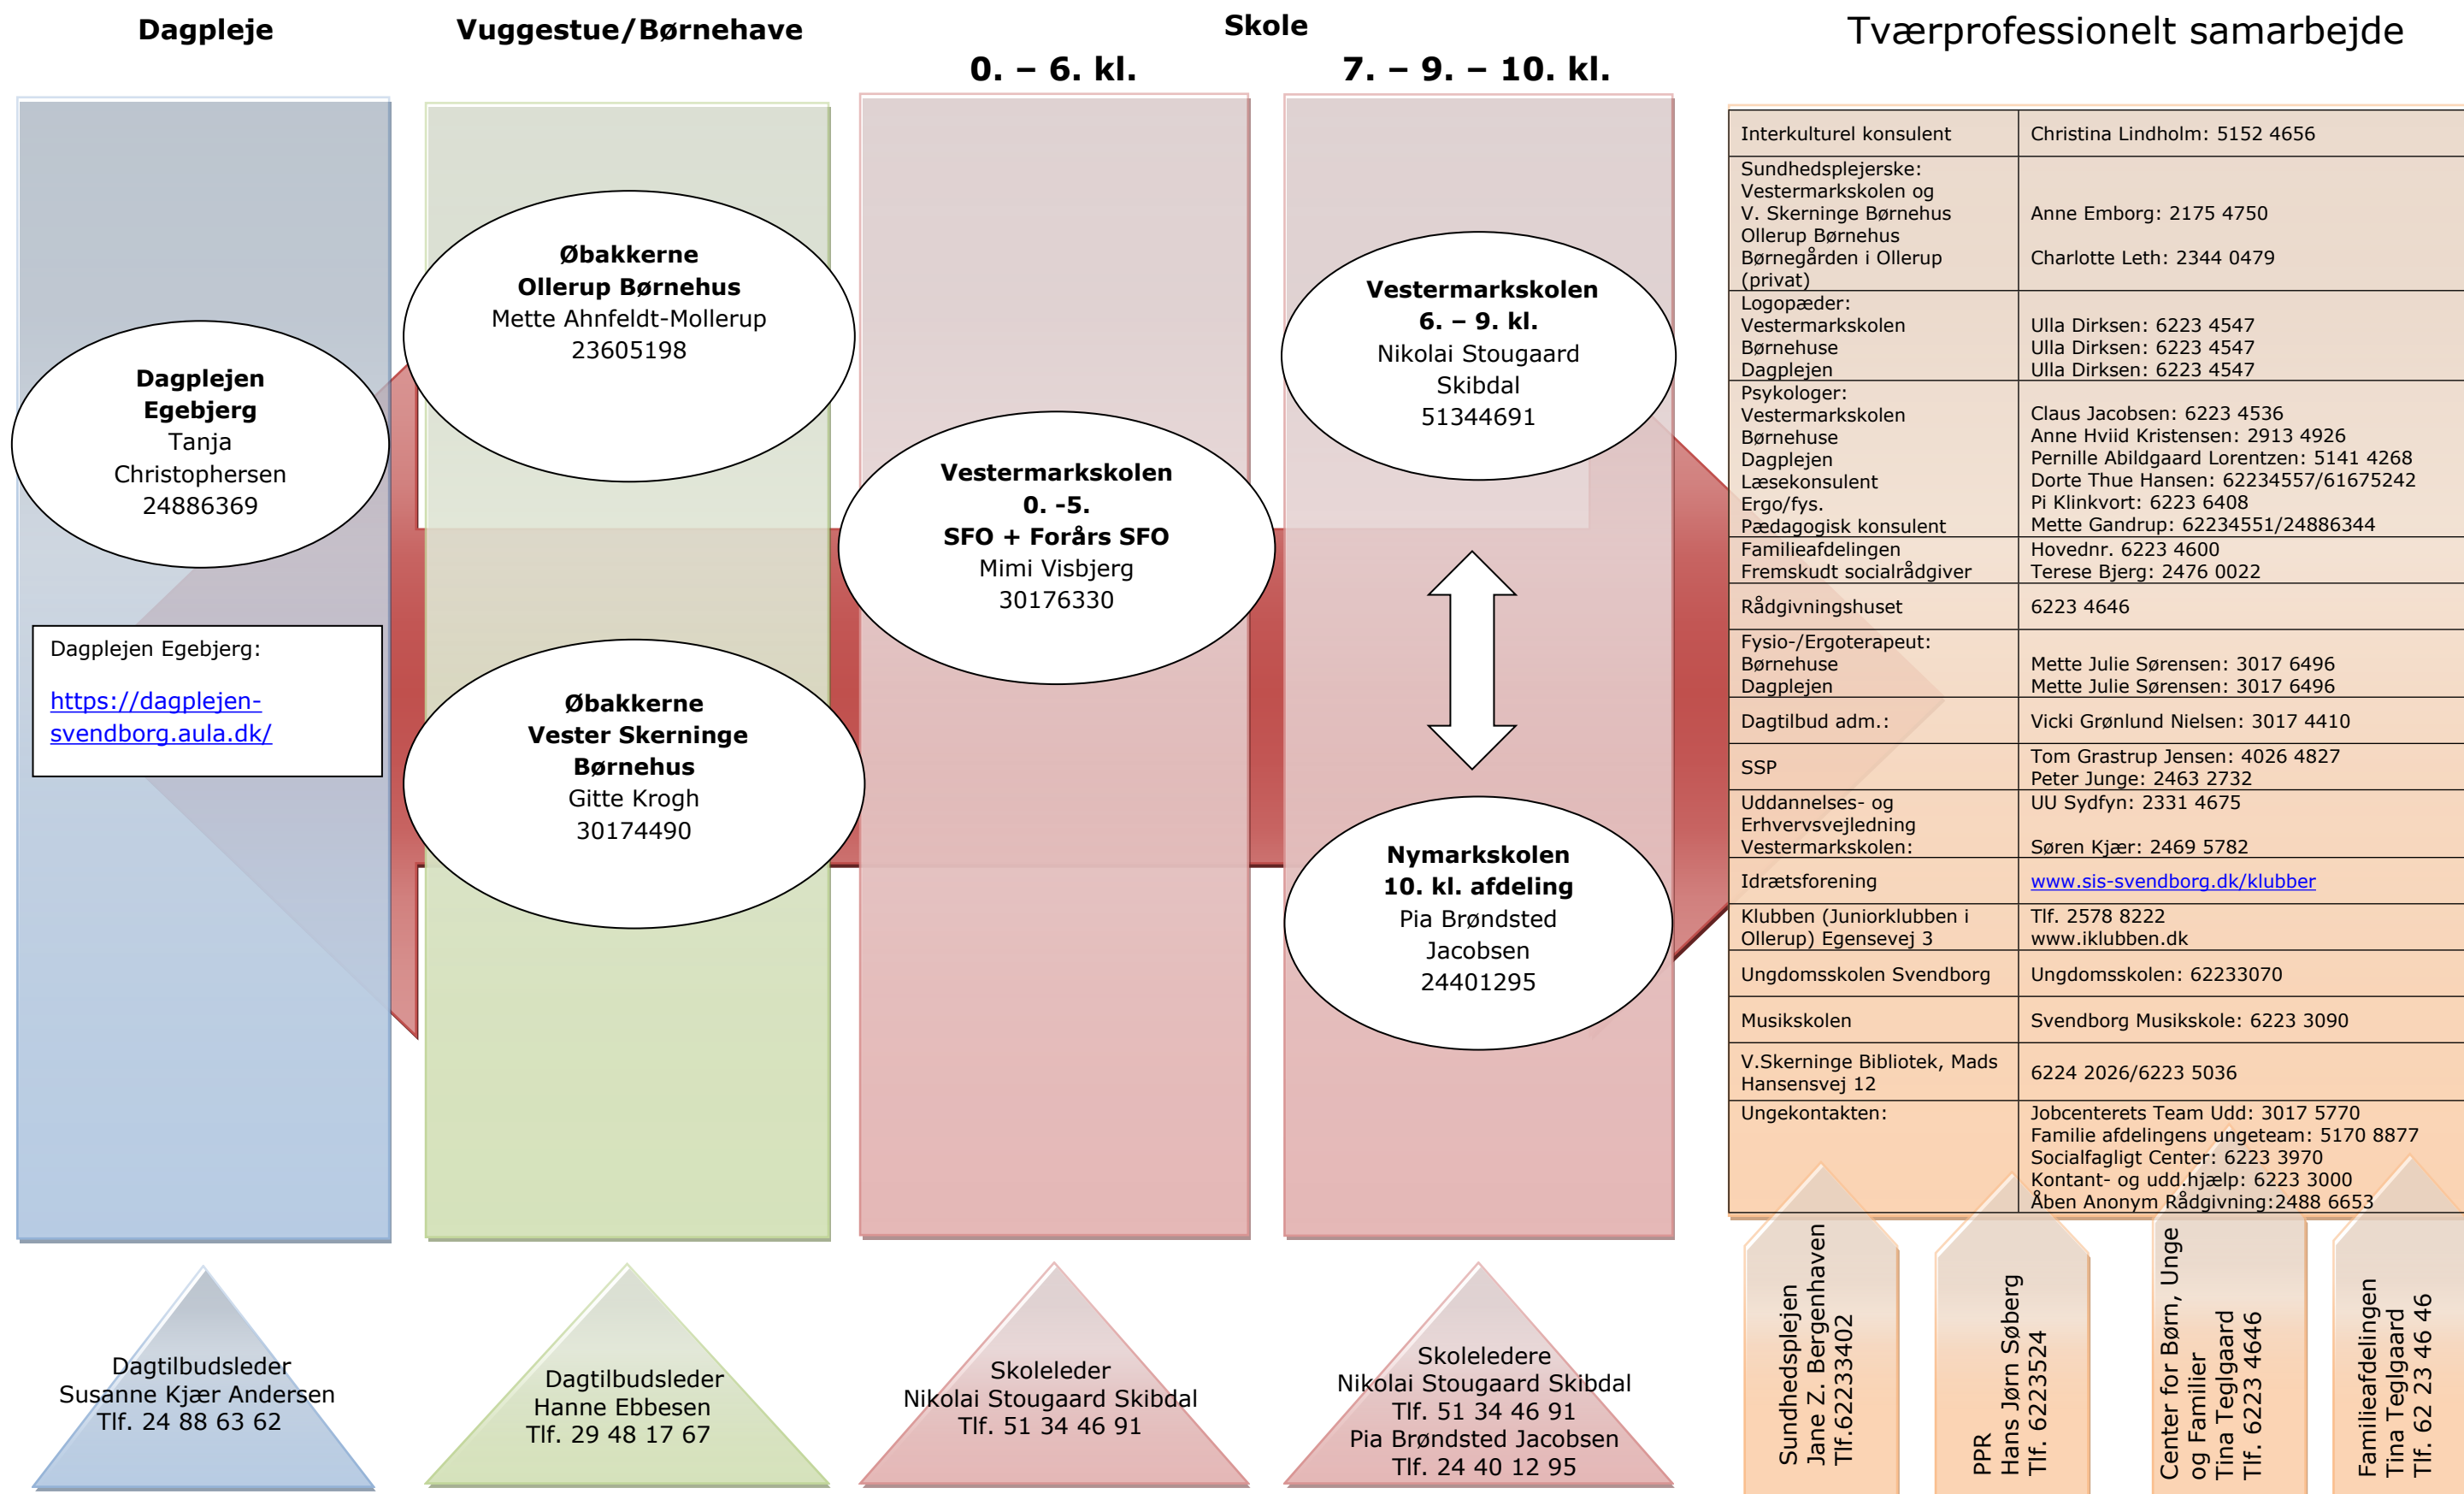 Dagpleje
Vuggestue/Børnehave
Skole
0. – 6. kl.
7. – 9. – 10. kl.
Tværprofessionelt samarbejde
Dagplejen
Egebjerg
Tanja
Christophersen
24886369
Dagplejen Egebjerg:
https://dagplejen-
svendborg.aula.dk/
Øbakkerne
Ollerup Børnehus
Mette Ahnfeldt-Mollerup
23605198
Øbakkerne
Vester Skerninge
Børnehus
Gitte Krogh
30174490
Vestermarkskolen
0. -5.
SFO + Forårs SFO
Mimi Visbjerg
30176330
Vestermarkskolen
6. – 9. kl.
Nikolai Stougaard
Skibdal
51344691
Nymarkskolen
10. kl. afdeling
Pia Brøndsted
Jacobsen
24401295
Interkulturel konsulent Christina Lindholm: 5152 4656
Sundhedsplejerske:
Vestermarkskolen og
V. Skerninge Børnehus Anne Emborg: 2175 4750
Ollerup Børnehus
Børnegården i Ollerup Charlotte Leth: 2344 0479
(privat)
Logopæder:
Vestermarkskolen Ulla Dirksen: 6223 4547
Børnehuse Ulla Dirksen: 6223 4547
Dagplejen Ulla Dirksen: 6223 4547
Psykologer:
Vestermarkskolen Claus Jacobsen: 6223 4536
Børnehuse Anne Hviid Kristensen: 2913 4926
Dagplejen Pernille Abildgaard Lorentzen: 5141 4268
Læsekonsulent Dorte Thue Hansen: 62234557/61675242
Ergo/fys. Pi Klinkvort: 6223 6408
Pædagogisk konsulent Mette Gandrup: 62234551/24886344
Familieafdelingen Hovednr. 6223 4600
Fremskudt socialrådgiver Terese Bjerg: 2476 0022
Rådgivningshuset 6223 4646
Fysio-/Ergoterapeut:
Børnehuse Mette Julie Sørensen: 3017 6496
Dagplejen Mette Julie Sørensen: 3017 6496
Dagtilbud adm.: Vicki Grønlund Nielsen: 3017 4410
SSP Tom Grastrup Jensen: 4026 4827
Peter Junge: 2463 2732
Uddannelses- og UU Sydfyn: 2331 4675
Erhvervsvejledning
Vestermarkskolen: Søren Kjær: 2469 5782
Idrætsforening www.sis-svendborg.dk/klubber
Klubben (Juniorklubben i Tlf. 2578 8222
Ollerup) Egensevej 3 www.iklubben.dk
Ungdomsskolen Svendborg Ungdomsskolen: 62233070
Musikskolen Svendborg Musikskole: 6223 3090
V.Skerninge Bibliotek, Mads
Hansensvej 12 6224 2026/6223 5036
Ungekontakten: Jobcenterets Team Udd: 3017 5770
Familie afdelingens ungeteam: 5170 8877
Socialfagligt Center: 6223 3970
Kontant- og udd.hjælp: 6223 3000
Åben Anonym Rådgivning:2488 6653
Dagtilbudsleder
Susanne Kjær Andersen
Tlf. 24 88 63 62
Dagtilbudsleder
Hanne Ebbesen
Tlf. 29 48 17 67
Skoleleder
Nikolai Stougaard Skibdal
Tlf. 51 34 46 91
Skoleledere
Nikolai Stougaard Skibdal
Tlf. 51 34 46 91
Pia Brøndsted Jacobsen
Tlf. 24 40 12 95
Sundhedsplejen
Jane Z. Bergenhaven
Tlf.62233402
PPR
Hans Jørn Søberg
Tlf. 6223524
Center for Børn, Unge
og Familier
Tina Teglgaard
Tlf. 6223 4646
Familieafdelingen
Tina Teglgaard
Tlf. 62 23 46 46